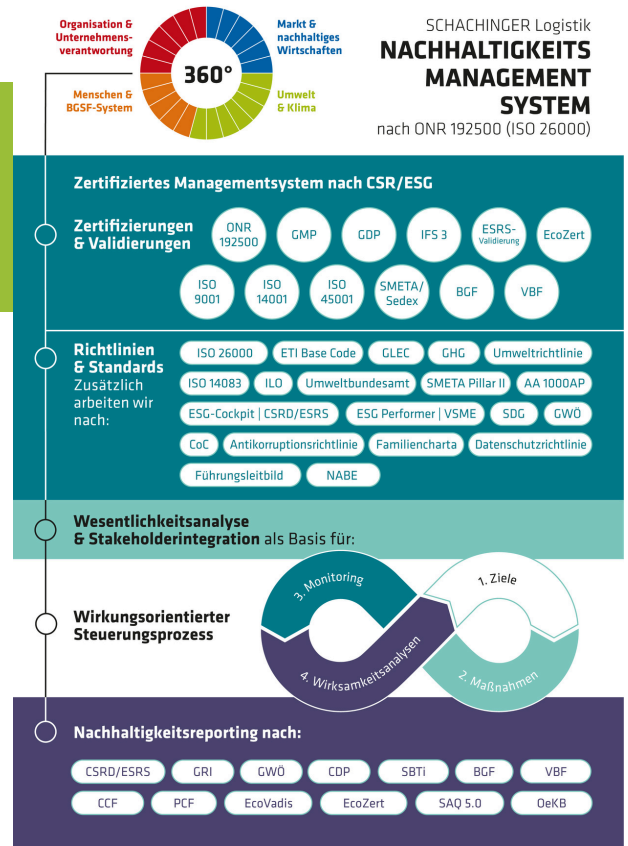 Organisation &
Unternehmens-
verantwortung
Markt &
nachhaltiges
Wirtschaften
360°
Menschen &
BGSF-System
Umwelt
& Klima
SCHACHINGER Logistik
NACHHALTIGKEITS
MANAGEMENT
SYSTEM
nach ONR 192500 (ISO 26000)
Zertifiziertes Managementsystem nach CSR/ESG
Zertifizierungen
& Validierungen
ONR
192500
GMP
GDP
IFS 3
ESRS-
Validierung
EcoZert
ISO
9001
ISO
14001
ISO
45001
SMETA/
Sedex
BGF
VBF
Richtlinien
& Standards
Zusätzlich
arbeiten wir
nach:
ISO 26000
ETI Base Code
GLEC
GHG
Umweltrichtlinie
ISO 14083
ILO
Umweltbundesamt
SMETA Pillar II
AA 1000AP
ESG-Cockpit | CSRD/ESRS
ESG Performer | VSME
SDG
GWÖ
CoC
Antikorruptionsrichtlinie
Familiencharta
Datenschutzrichtlinie
Führungsleitbild
NABE
Wesentlichkeitsanalyse
& Stakeholderintegration als Basis für:
Wirkungsorientierter
Steuerungsprozess
3. Monitoring
1. Ziele
4. Wirksamkeitsanalysen
2. Maßnahmen
Nachhaltigkeitsreporting nach:
CSRD/ESRS
GRI
GWÖ
CDP
SBTi
BGF
VBF
CCF
PCF
EcoVadis
EcoZert
SAQ 5.0
OeKB